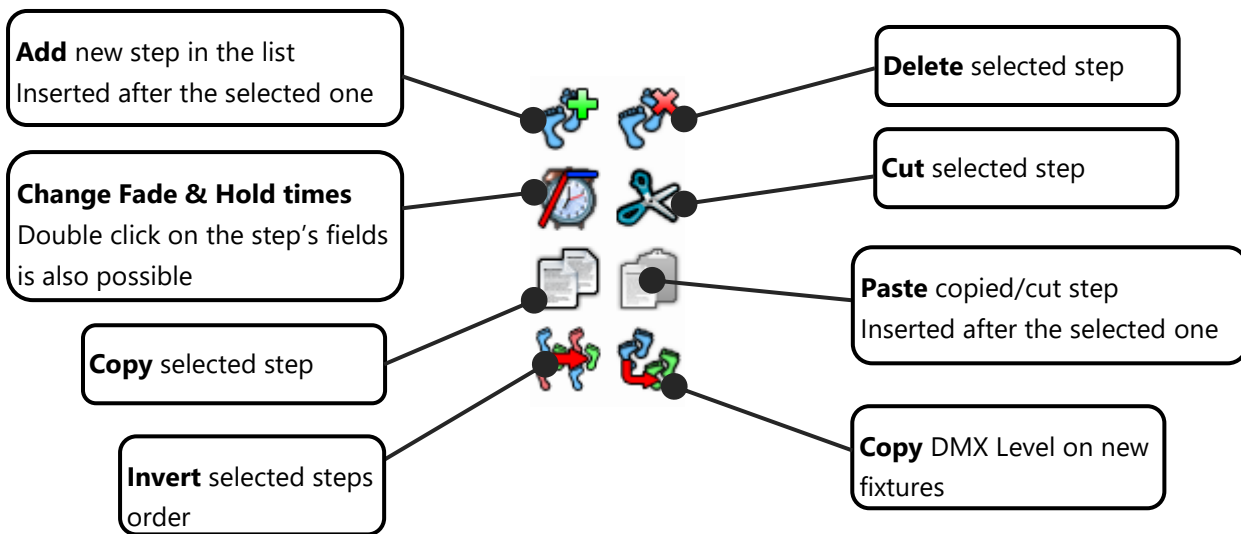 Add new step in the list
Inserted after the selected one
Delete selected step
Change Fade & Hold times
Double click on the step's fields
is also possible
Cut selected step
Paste copied/cut step
Inserted after the selected one
Copy selected step
Copy DMX Level on new
fixtures
Invert selected steps
order